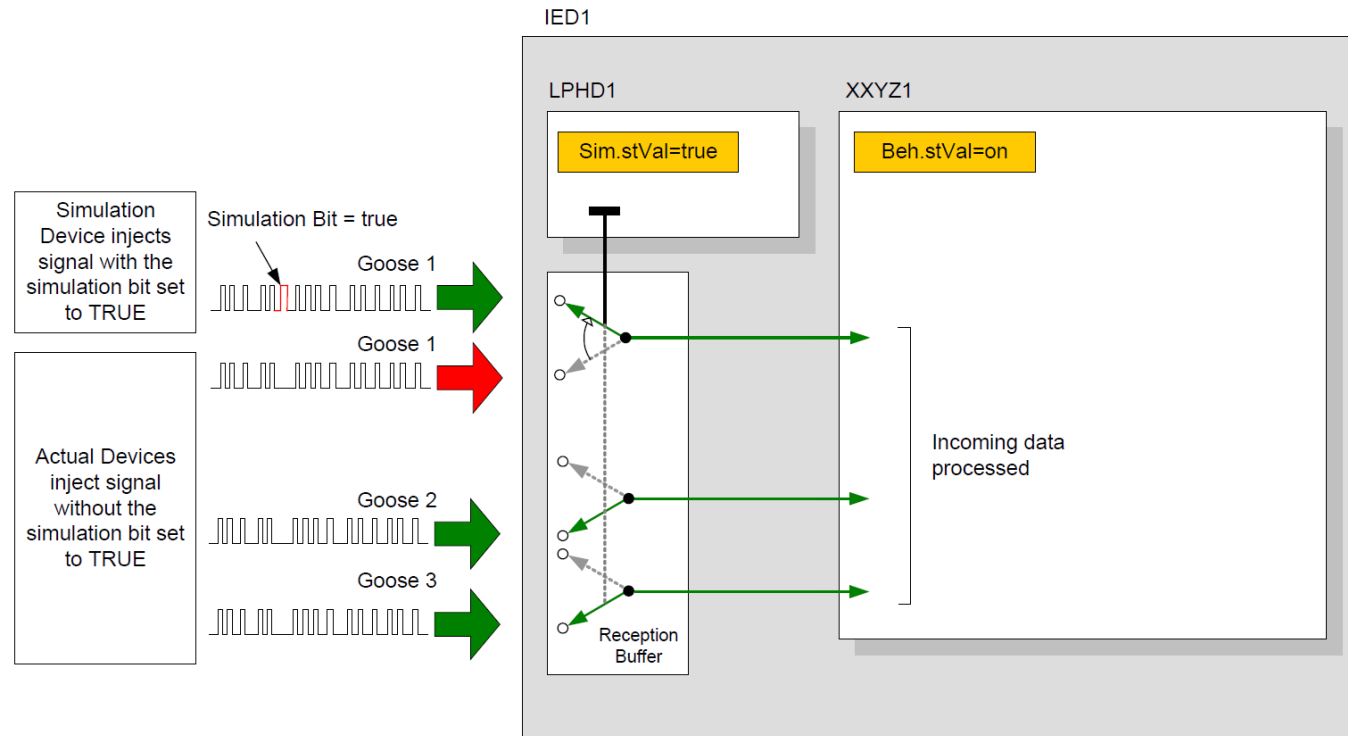 IED1
LPHD1
XXYZ1
Sim.stVal=true
Beh.stVal=on
Simulation
Device injects
signal with the
simulation bit set
to TRUE
Simulation Bit = true
Goose 1
Goose 1
Actual Devices
inject signal
without the
simulation bit set
to TRUE
Goose 2
Goose 3
Incoming data
processed
Reception
Buffer